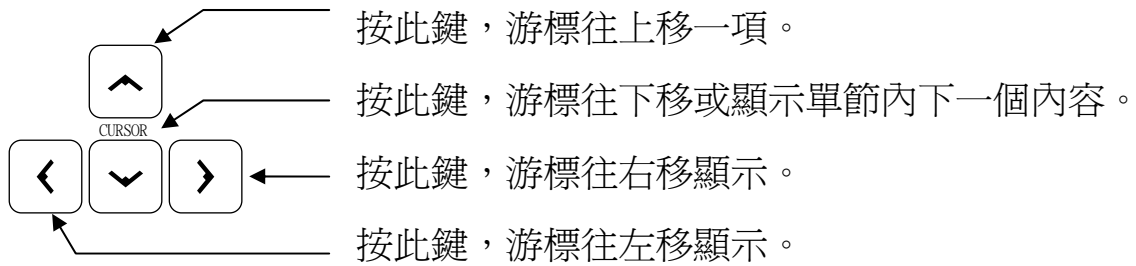 按此鍵，游標往上移一項。
按此鍵，游標往下移或顯示單節內下一個內容。
CURSOR
按此鍵，游標往右移顯示。
按此鍵，游標往左移顯示。